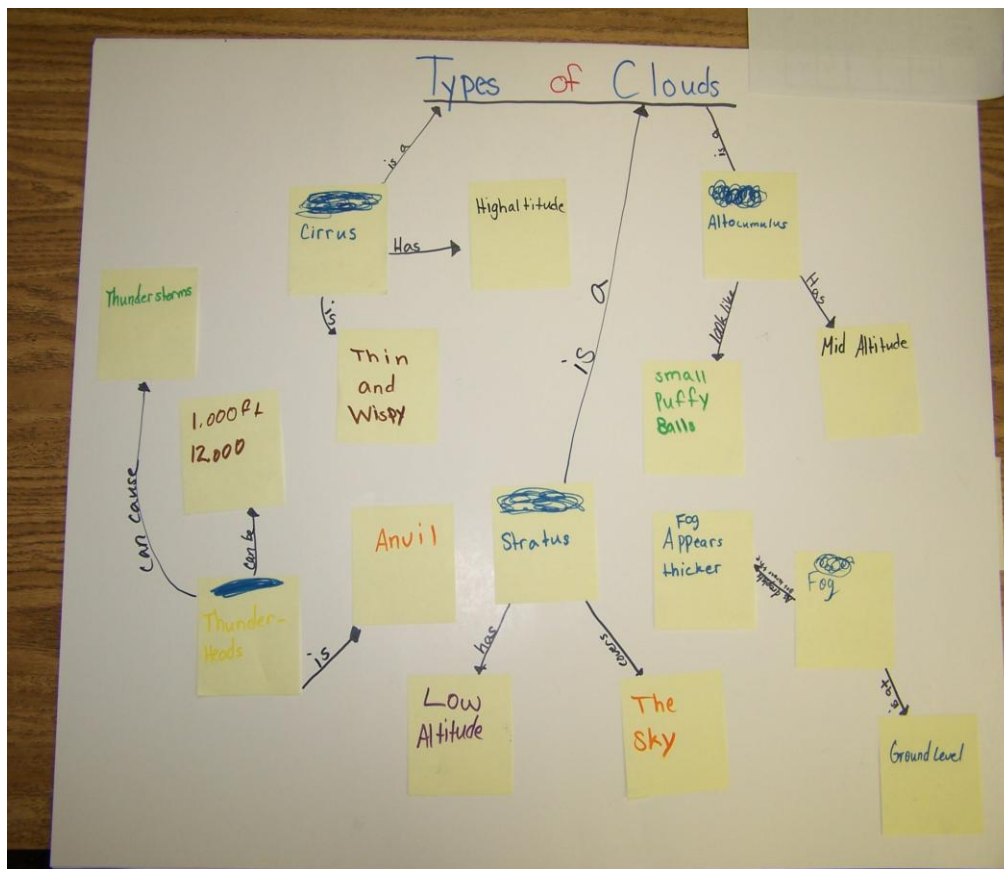 Types of Clouds
is a
is a
is a
Cirrus
Has
High altitude
is
Thin
and
Wispy
Altocumulus
look like
small
Puffy
Balls
Has
Mid Altitude
Thunderstorms
can cause
1,000ft
12,000
can be
Thunder-
Heads
is
Anvil
Stratus
has
Low
Altitude
covers
The
Sky
Fog
Appears
thicker
Fog
is at
Ground Level